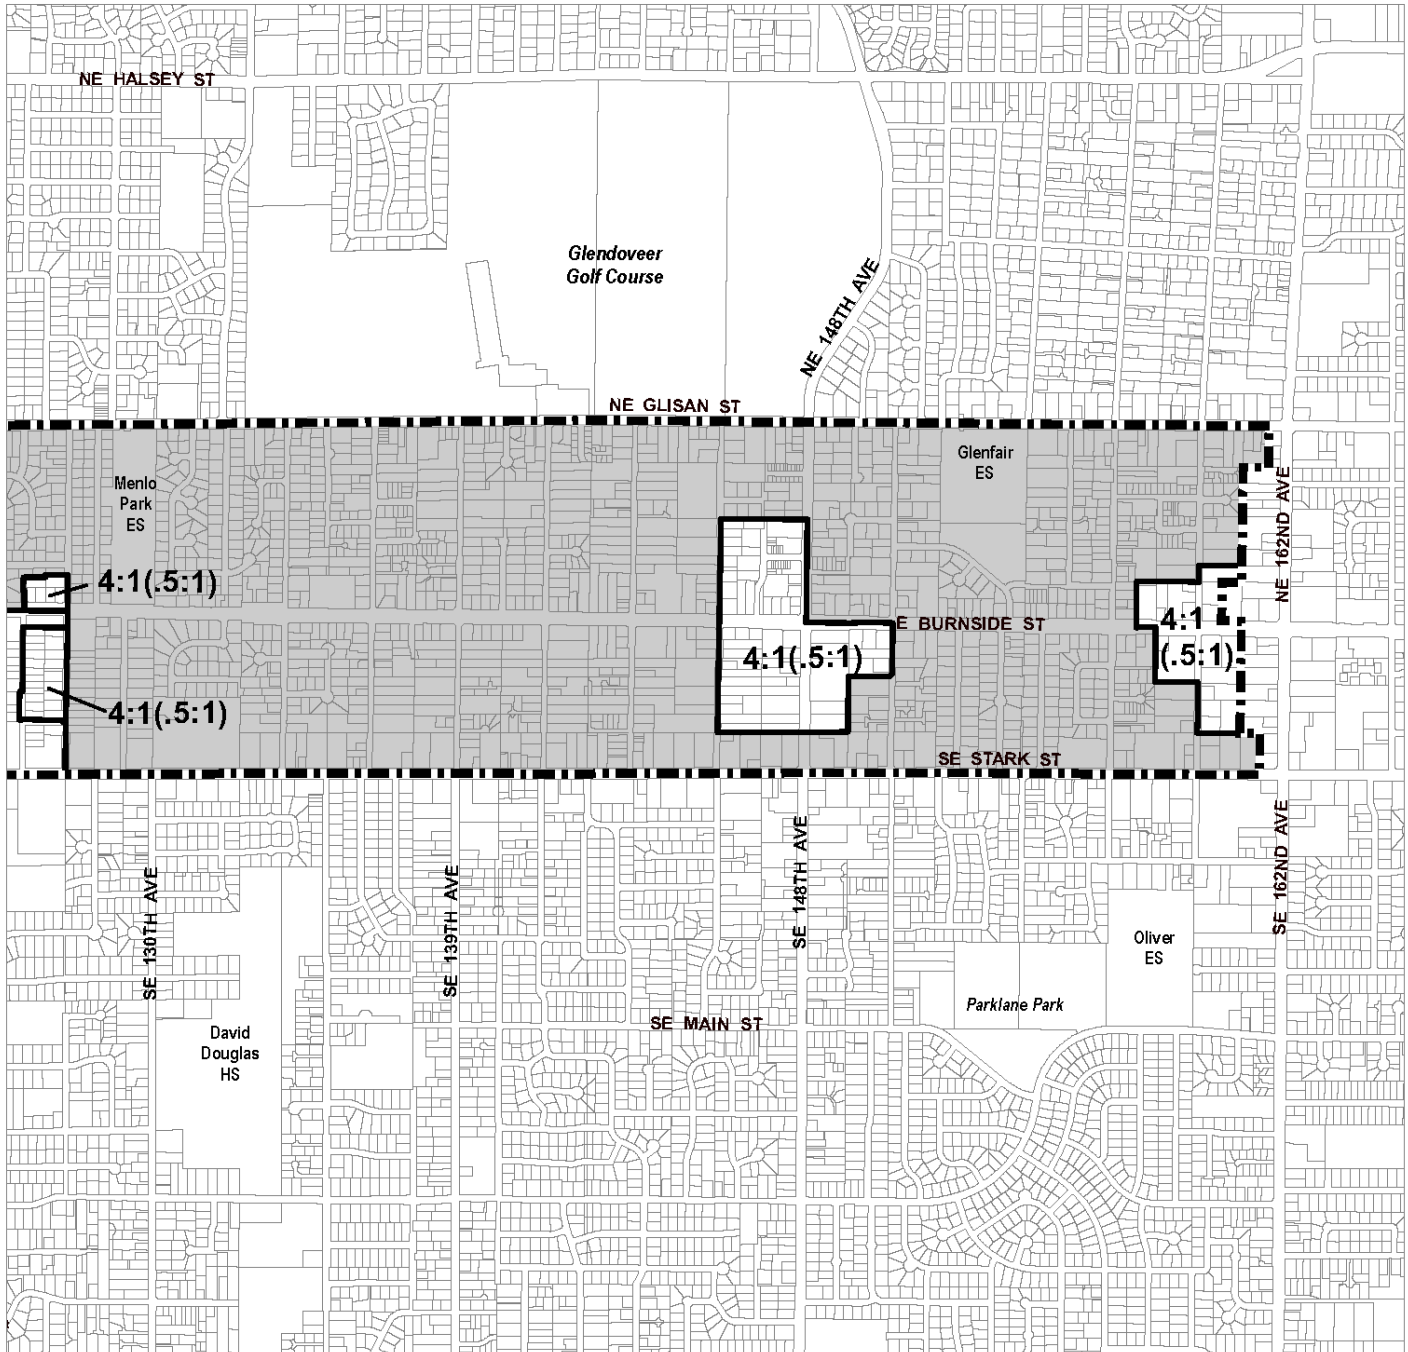 NE HALSEY ST
Glendoveer
Golf Course
NE 148TH AVE
NE GLISAN ST
Glenfair
ES
Menlo
Park
ES
NE 162ND AVE
4:1(.5:1)
E BURNSIDE ST
4:1
(.5:1)
4:1(.5:1)
4:1(.5:1)
SE STARK ST
SE 130TH AVE
SE 139TH AVE
SE 148TH AVE
SE 162ND AVE
Oliver
ES
Parklane Park
SE MAIN ST
David
Douglas
HS